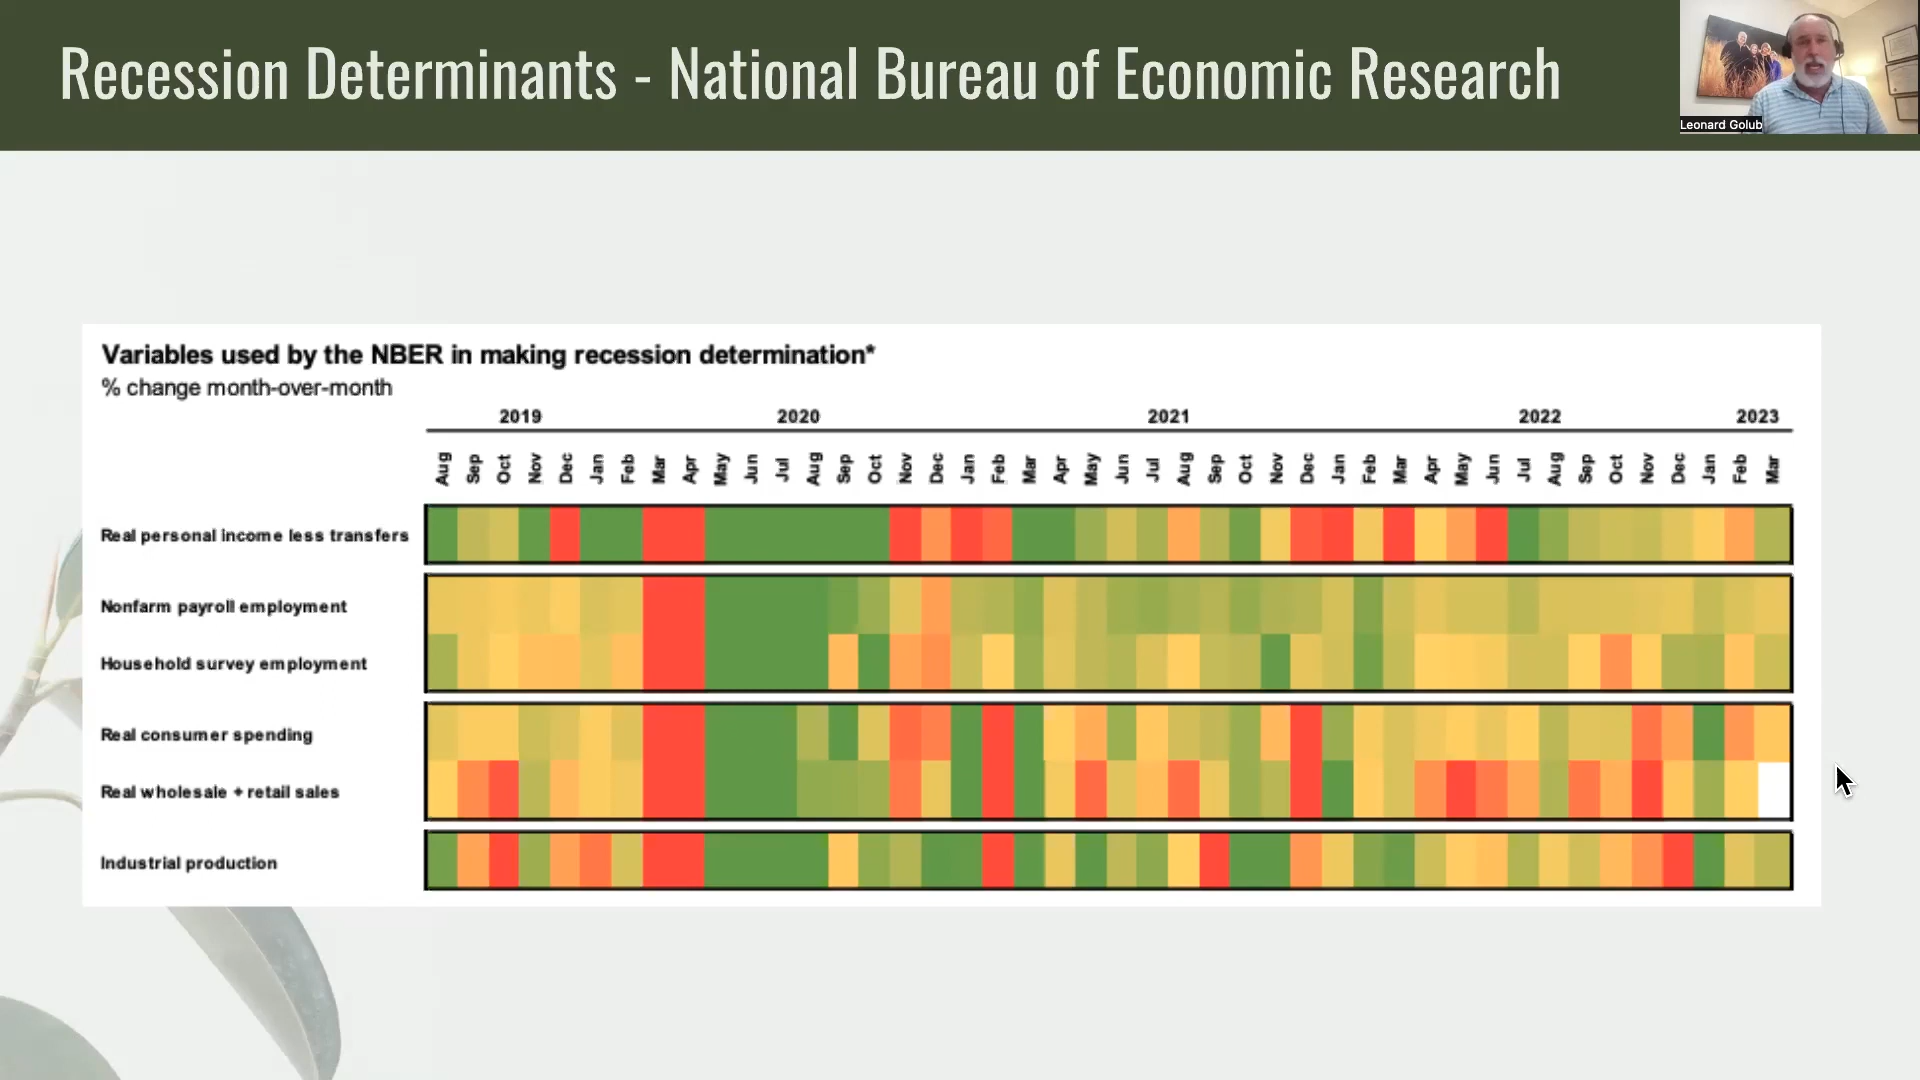 Recession Determinants - National Bureau of Economic Research
Leonard Golub
Variables used by the NBER in making recession determination*
% change month-over-month
2019 2020 2021 2022 2023
Aug Sep Oct Nov Dec Jan Feb Mar Apr May Jun Jul Aug Sep Oct Nov Dec Jan Feb Mar Apr May Jun Jul Aug Sep Oct Nov Dec Jan Feb Mar Apr May Jun Jul Aug Sep Oct Nov Dec Jan Feb Mar
Real personal income less transfers
Nonfarm payroll employment
Household survey employment
Real consumer spending
Real wholesale + retail sales
Industrial production